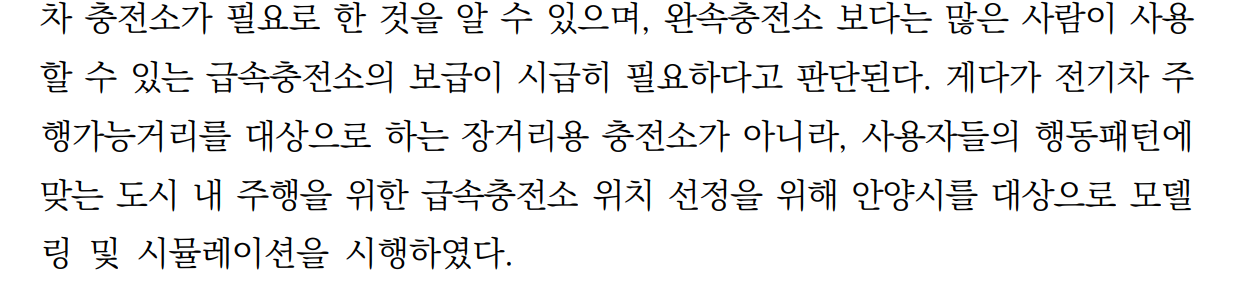 차 충전소가 필요로 한 것을 알 수 있으며, 완속충전소 보다는 많은 사람이 사용
할 수 있는 급속충전소의 보급이 시급히 필요하다고 판단된다. 게다가 전기차 주
행가능거리를 대상으로 하는 장거리용 충전소가 아니라, 사용자들의 행동패턴에
맞는 도시 내 주행을 위한 급속충전소 위치 선정을 위해 안양시를 대상으로 모델
링 및 시뮬레이션을 시행하였다.